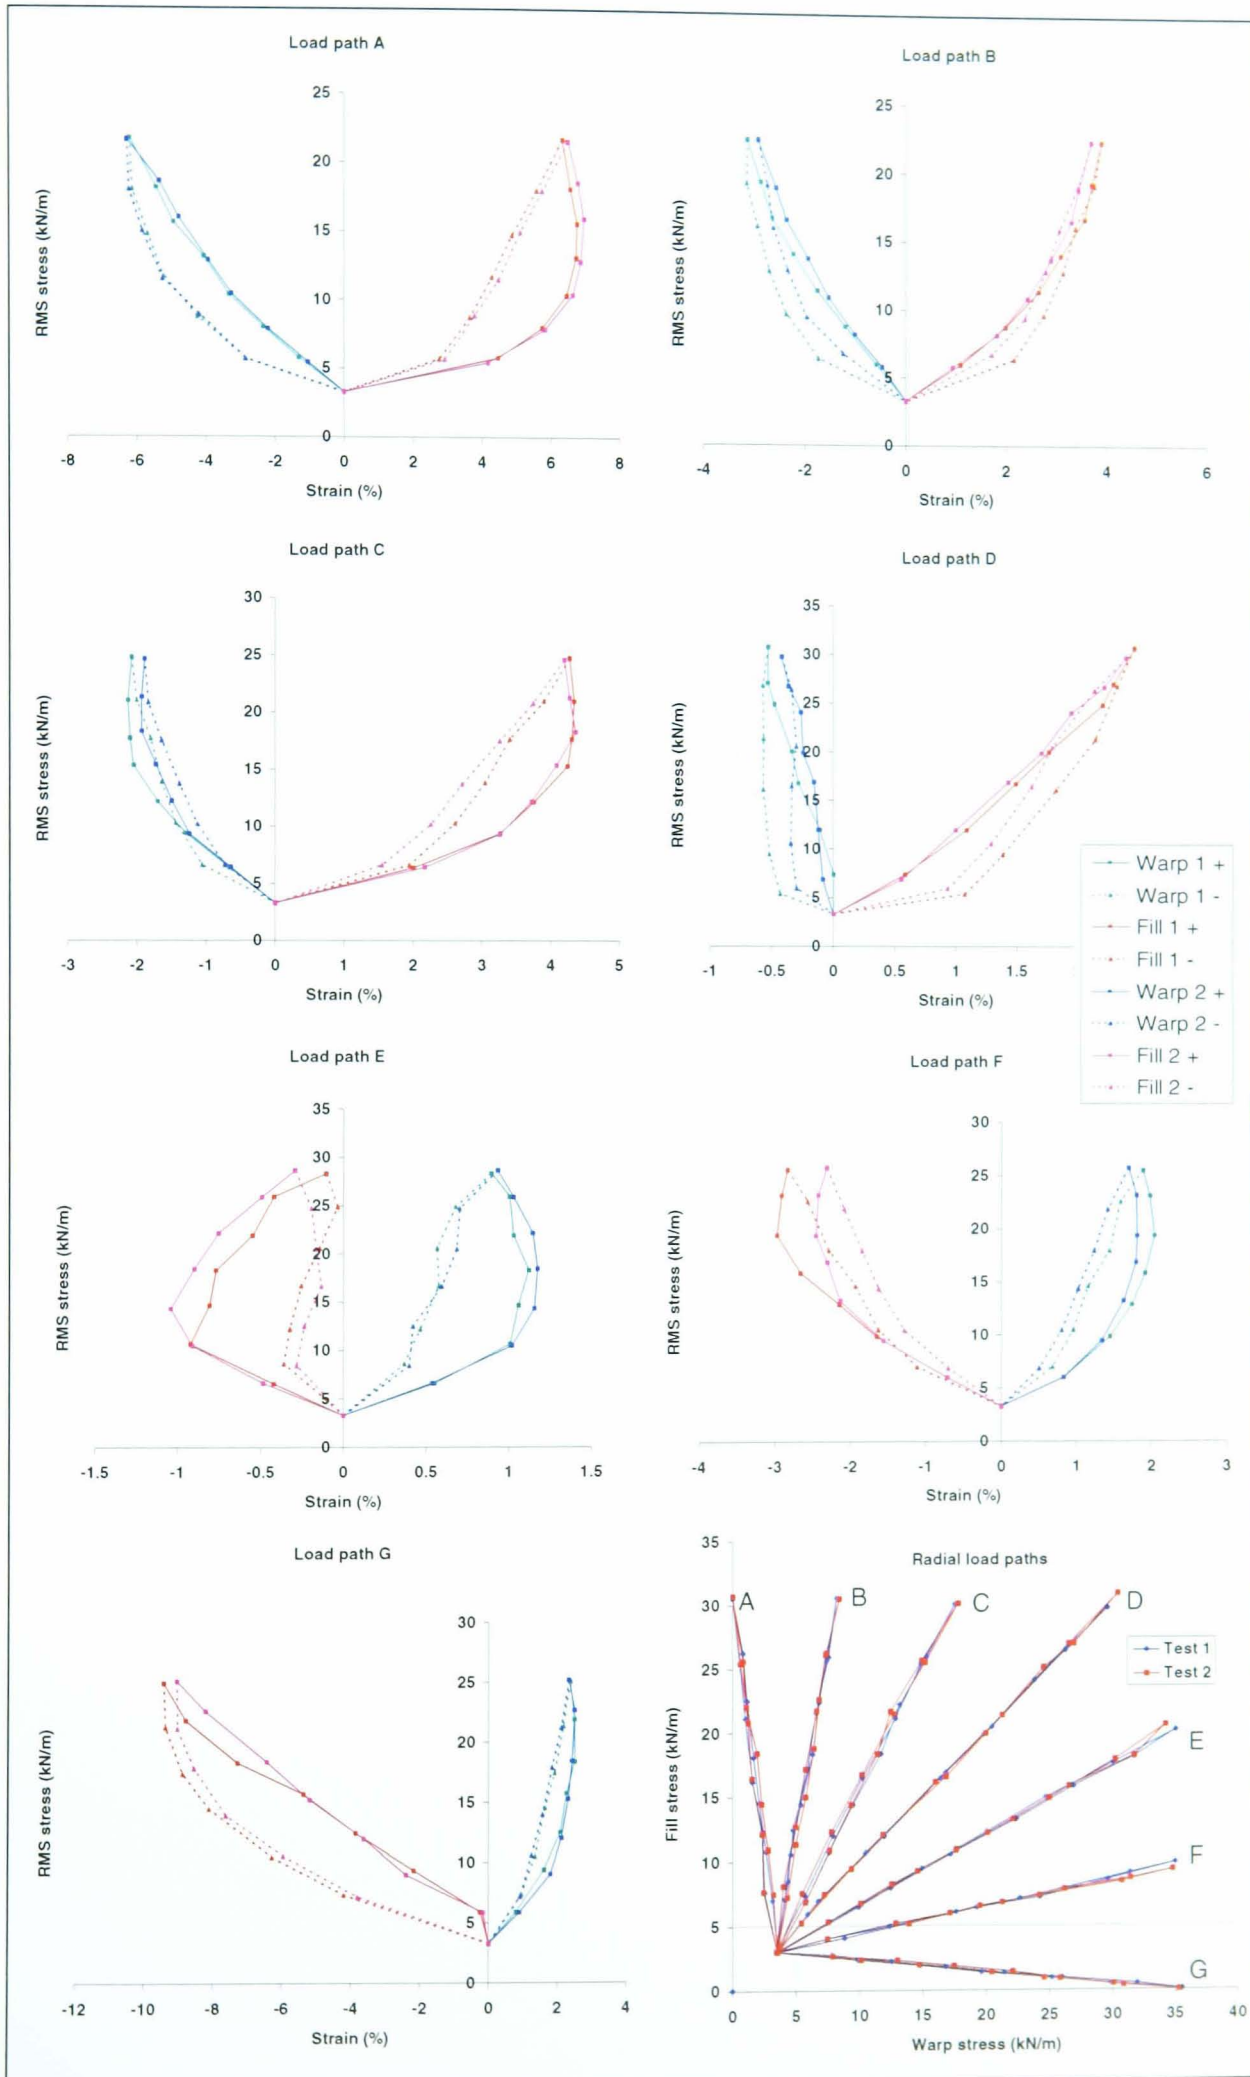 Load path A
25
20
15
10
5
0
-8 -6 -4 -2 0 2 4 6 8
RMS stress (kN/m)
Strain (%)
Load path B
25
20
15
10
5
0
-4 -2 0 2 4 6
RMS stress (kN/m)
Strain (%)
Load path C
30
25
20
15
10
5
0
-3 -2 -1 0 1 2 3 4 5
RMS stress (kN/m)
Strain (%)
Load path D
35
30
25
20
15
10
5
0
-1 -0.5 0 0.5 1 1.5
RMS stress (kN/m)
Strain (%)
Warp 1 +
Warp 1 -
Fill 1 +
Fill 1 -
Warp 2 +
Warp 2 -
Fill 2 +
Fill 2 -
Load path E
35
30
25
20
15
10
5
0
-1.5 -1 -0.5 0 0.5 1 1.5
RMS stress (kN/m)
Strain (%)
Load path F
30
25
20
15
10
5
0
-4 -3 -2 -1 0 1 2 3
RMS stress (kN/m)
Strain (%)
Load path G
30
25
20
15
10
5
0
-12 -10 -8 -6 -4 -2 0 2 4
RMS stress (kN/m)
Strain (%)
Radial load paths
35
30
25
20
15
10
5
0
A B C D
E
F
G
Test 1
Test 2
0 5 10 15 20 25 30 35 40
Fill stress (kN/m)
Warp stress (kN/m)